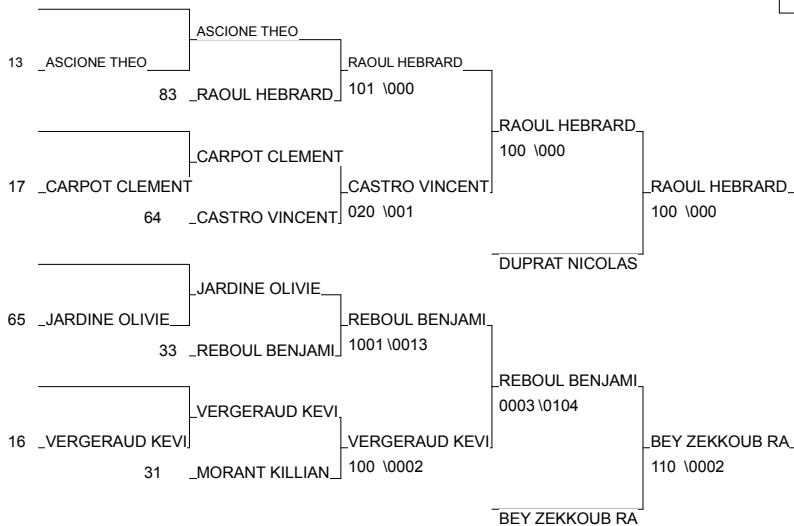 ASCIONE THEO
13 ASCIONE THEO
RAOUL HEBRARD
83 RAOUL HEBRARD
101 \000
RAOUL HEBRARD
100 \000
CARPOT CLEMENT
17 CARPOT CLEMENT
CASTRO VINCENT
RAOUL HEBRARD
64 CASTRO VINCENT
020 \001
100 \000
DUPRAT NICOLAS
JARDINE OLIVIE
65 JARDINE OLIVIE
REBOUL BENJAMI
33 REBOUL BENJAMI
1001 \0013
REBOUL BENJAMI
0003 \0104
VERGERAUD KEVI
16 VERGERAUD KEVI
VERGERAUD KEVI
BEY ZEKKOUB RA
31 MORANT KILLIAN
100 \0002
110 \0002
BEY ZEKKOUB RA